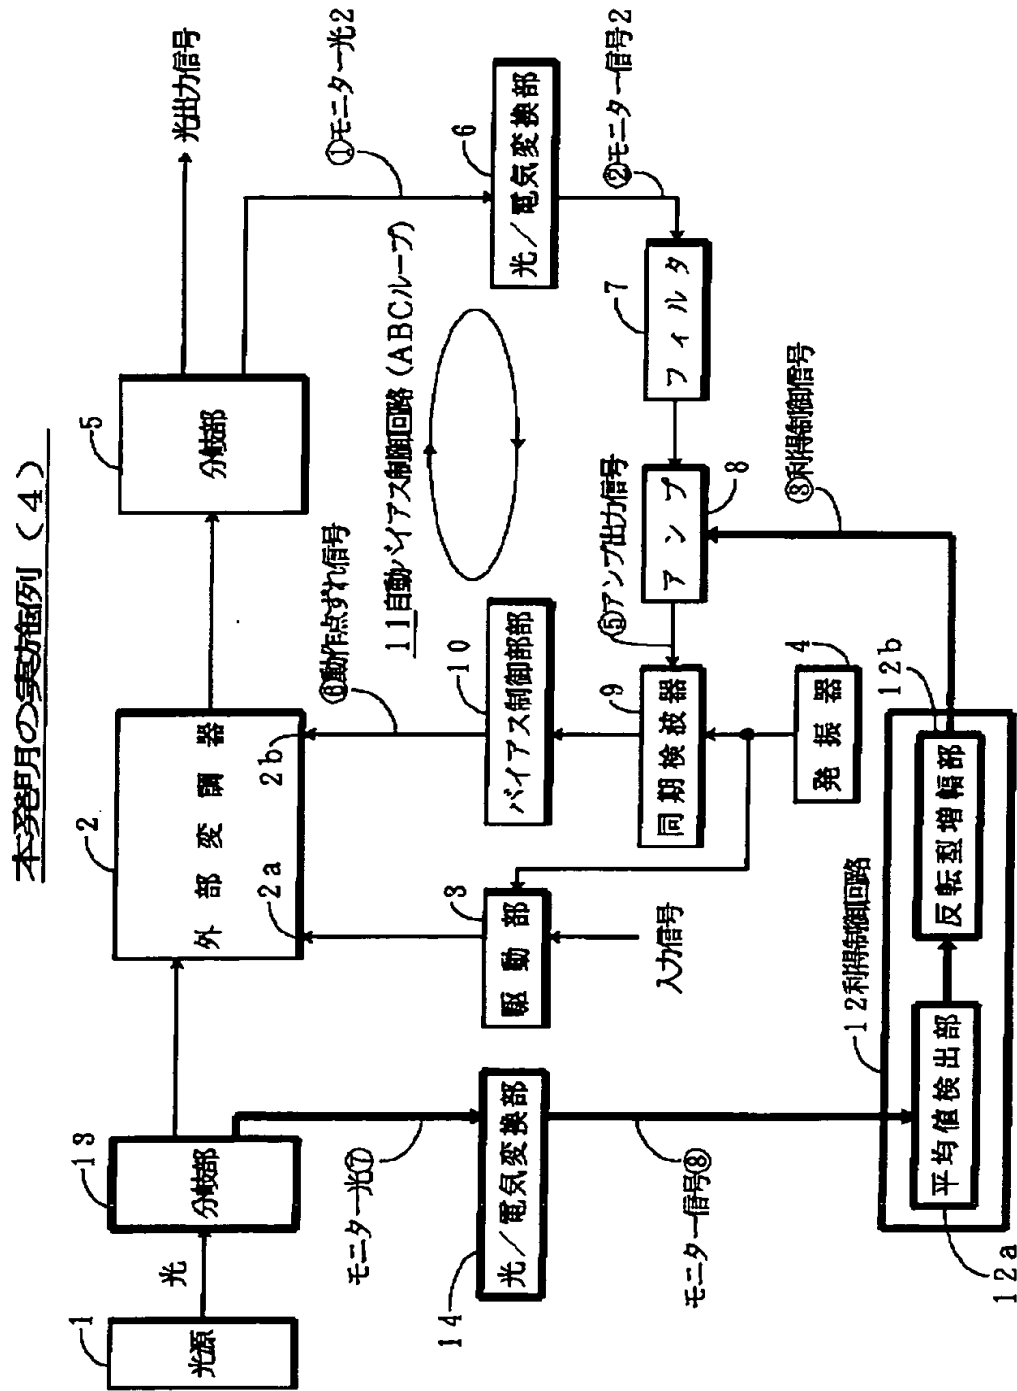 本発明の実施例（４）
1
光源
光
13
分岐部
2
外部変調器
2a
2b
5
分岐部
光出力信号
①モニター光2
モニター光⑦
14
光／電気変換部
3
駆動部
入力信号
10
バイアス制御部部
⑥動作点ずれ信号
11自動バイアス制御回路（ABCループ）
6
光／電気変換部
②モニター信号2
7
フィルタ
8
アンプ
⑤アンプ出力信号
9
同期検波器
4
発振器
③利得制御信号
モニター信号⑧
12利得制御回路
12a
平均値検出部
12b
反転型増幅部